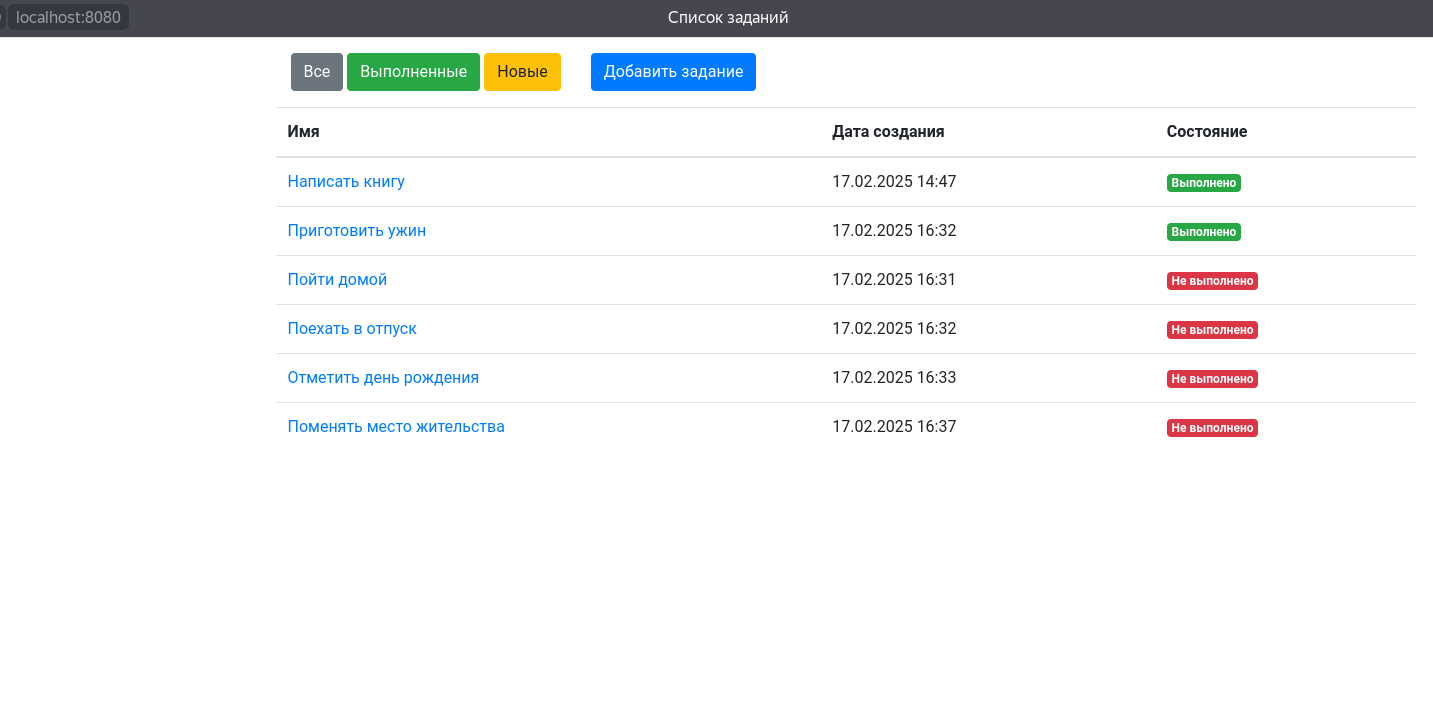 localhost:8080 Список заданий
Все Выполненные Новые Добавить задание
Имя Дата создания Состояние
Написать книгу 17.02.2025 14:47 Выполнено
Приготовить ужин 17.02.2025 16:32 Выполнено
Пойти домой 17.02.2025 16:31 Не выполнено
Поехать в отпуск 17.02.2025 16:32 Не выполнено
Отметить день рождения 17.02.2025 16:33 Не выполнено
Поменять место жительства 17.02.2025 16:37 Не выполнено